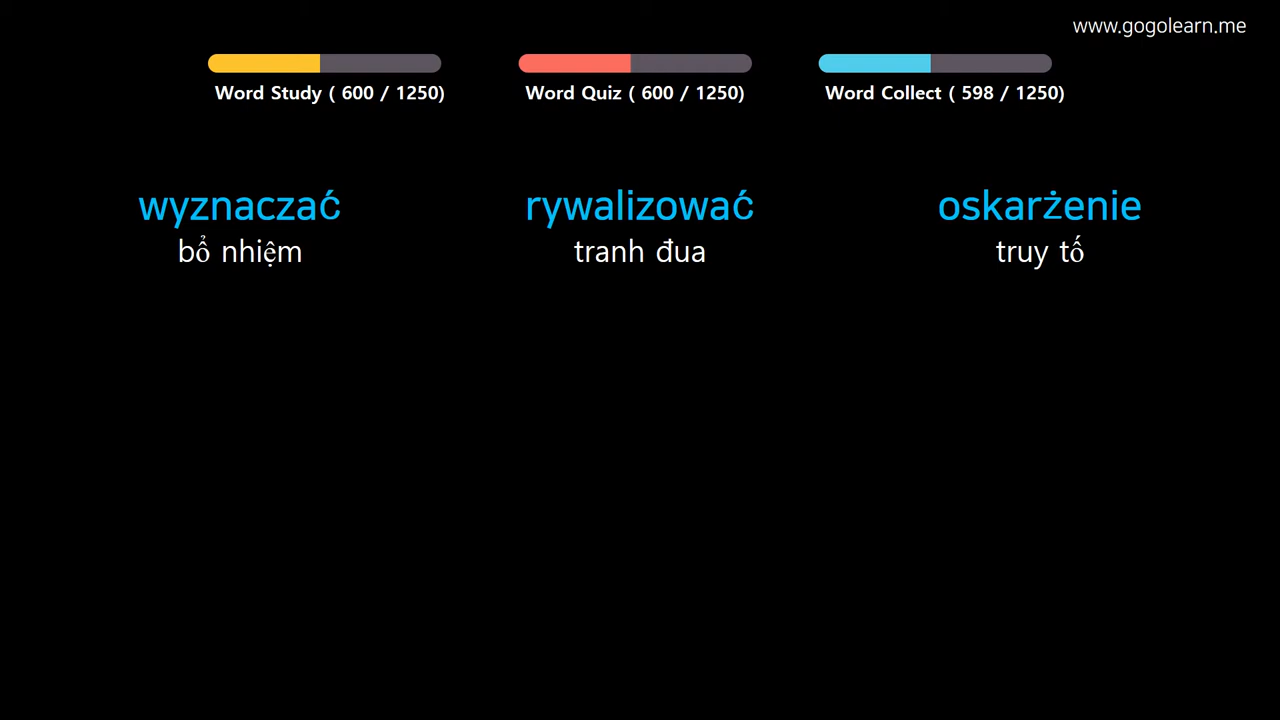 www.gogolearn.me
Word Study ( 600 / 1250)
Word Quiz ( 600 / 1250)
Word Collect ( 598 / 1250)
wyznaczać
bổ nhiệm
rywalizować
tranh đua
oskarżenie
truy tố